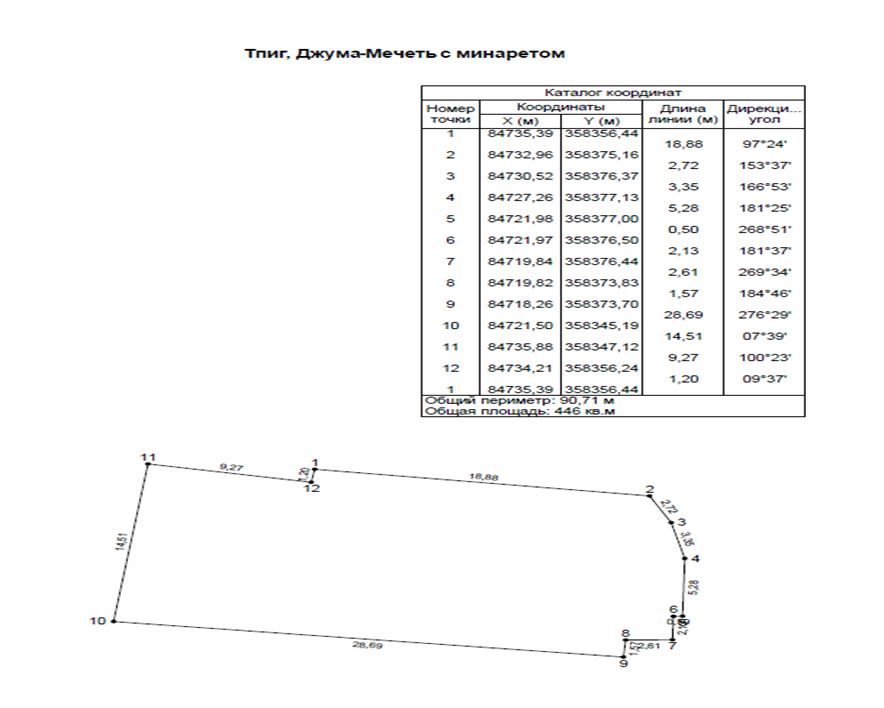 Тпиг, Джума-Мечеть с минаретом
Каталог координат
Номер точки Координаты Длина линии (м) Дирекци... угол
X (м) Y (м)
1 84735,39 358356,44
18,88 97°24'
2 84732,96 358375,16
2,72 153°37'
3 84730,52 358376,37
3,35 166°53'
4 84727,26 358377,13
5,28 181°25'
5 84721,98 358377,00
0,50 268°51'
6 84721,97 358376,50
2,13 181°37'
7 84719,84 358376,44
2,61 269°34'
8 84719,82 358373,83
1,57 184°46'
9 84718,26 358373,70
28,69 276°29'
10 84721,50 358345,19
14,51 07°39'
11 84735,88 358347,12
9,27 100°23'
12 84734,21 358356,24
1,20 09°37'
1 84735,39 358356,44
Общий периметр: 90,71 м
Общая площадь: 446 кв.м
11
9,27
1,20
1
12
18,88
2
2,72
3
3,35
4
5,28
14,51
6
10
8
2,61
7
1,57
28,69
9